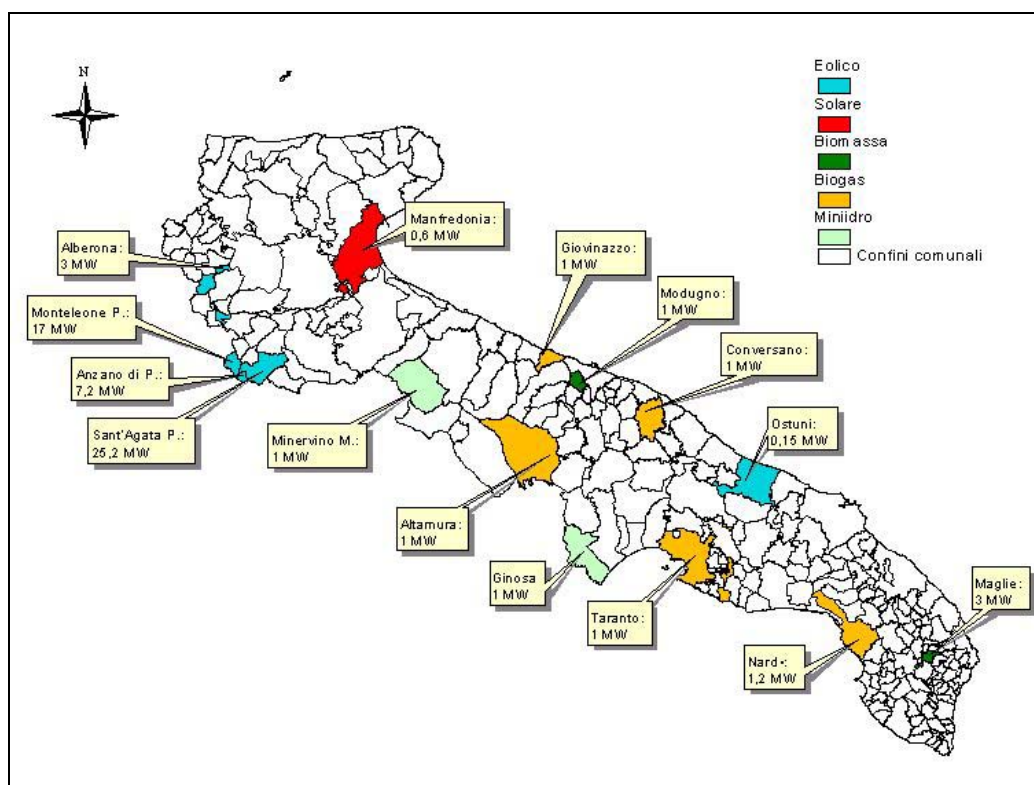 N
Eolico
Solare
Biomassa
Biogas
Miniidro
Confini comunali
Manfredonia:
0,6 MW
Alberona:
3 MW
Giovinazzo:
1 MW
Modugno:
1 MW
Monteleone P.:
17 MW
Conversano:
1 MW
Anzano di P.:
7,2 MW
Ostuni:
0,15 MW
Sant'Agata P.:
25,2 MW
Minervino M.:
1 MW
Altamura:
1 MW
Ginosa
1 MW
Maglie:
3 MW
Taranto:
1 MW
Nard•:
1,2 MW